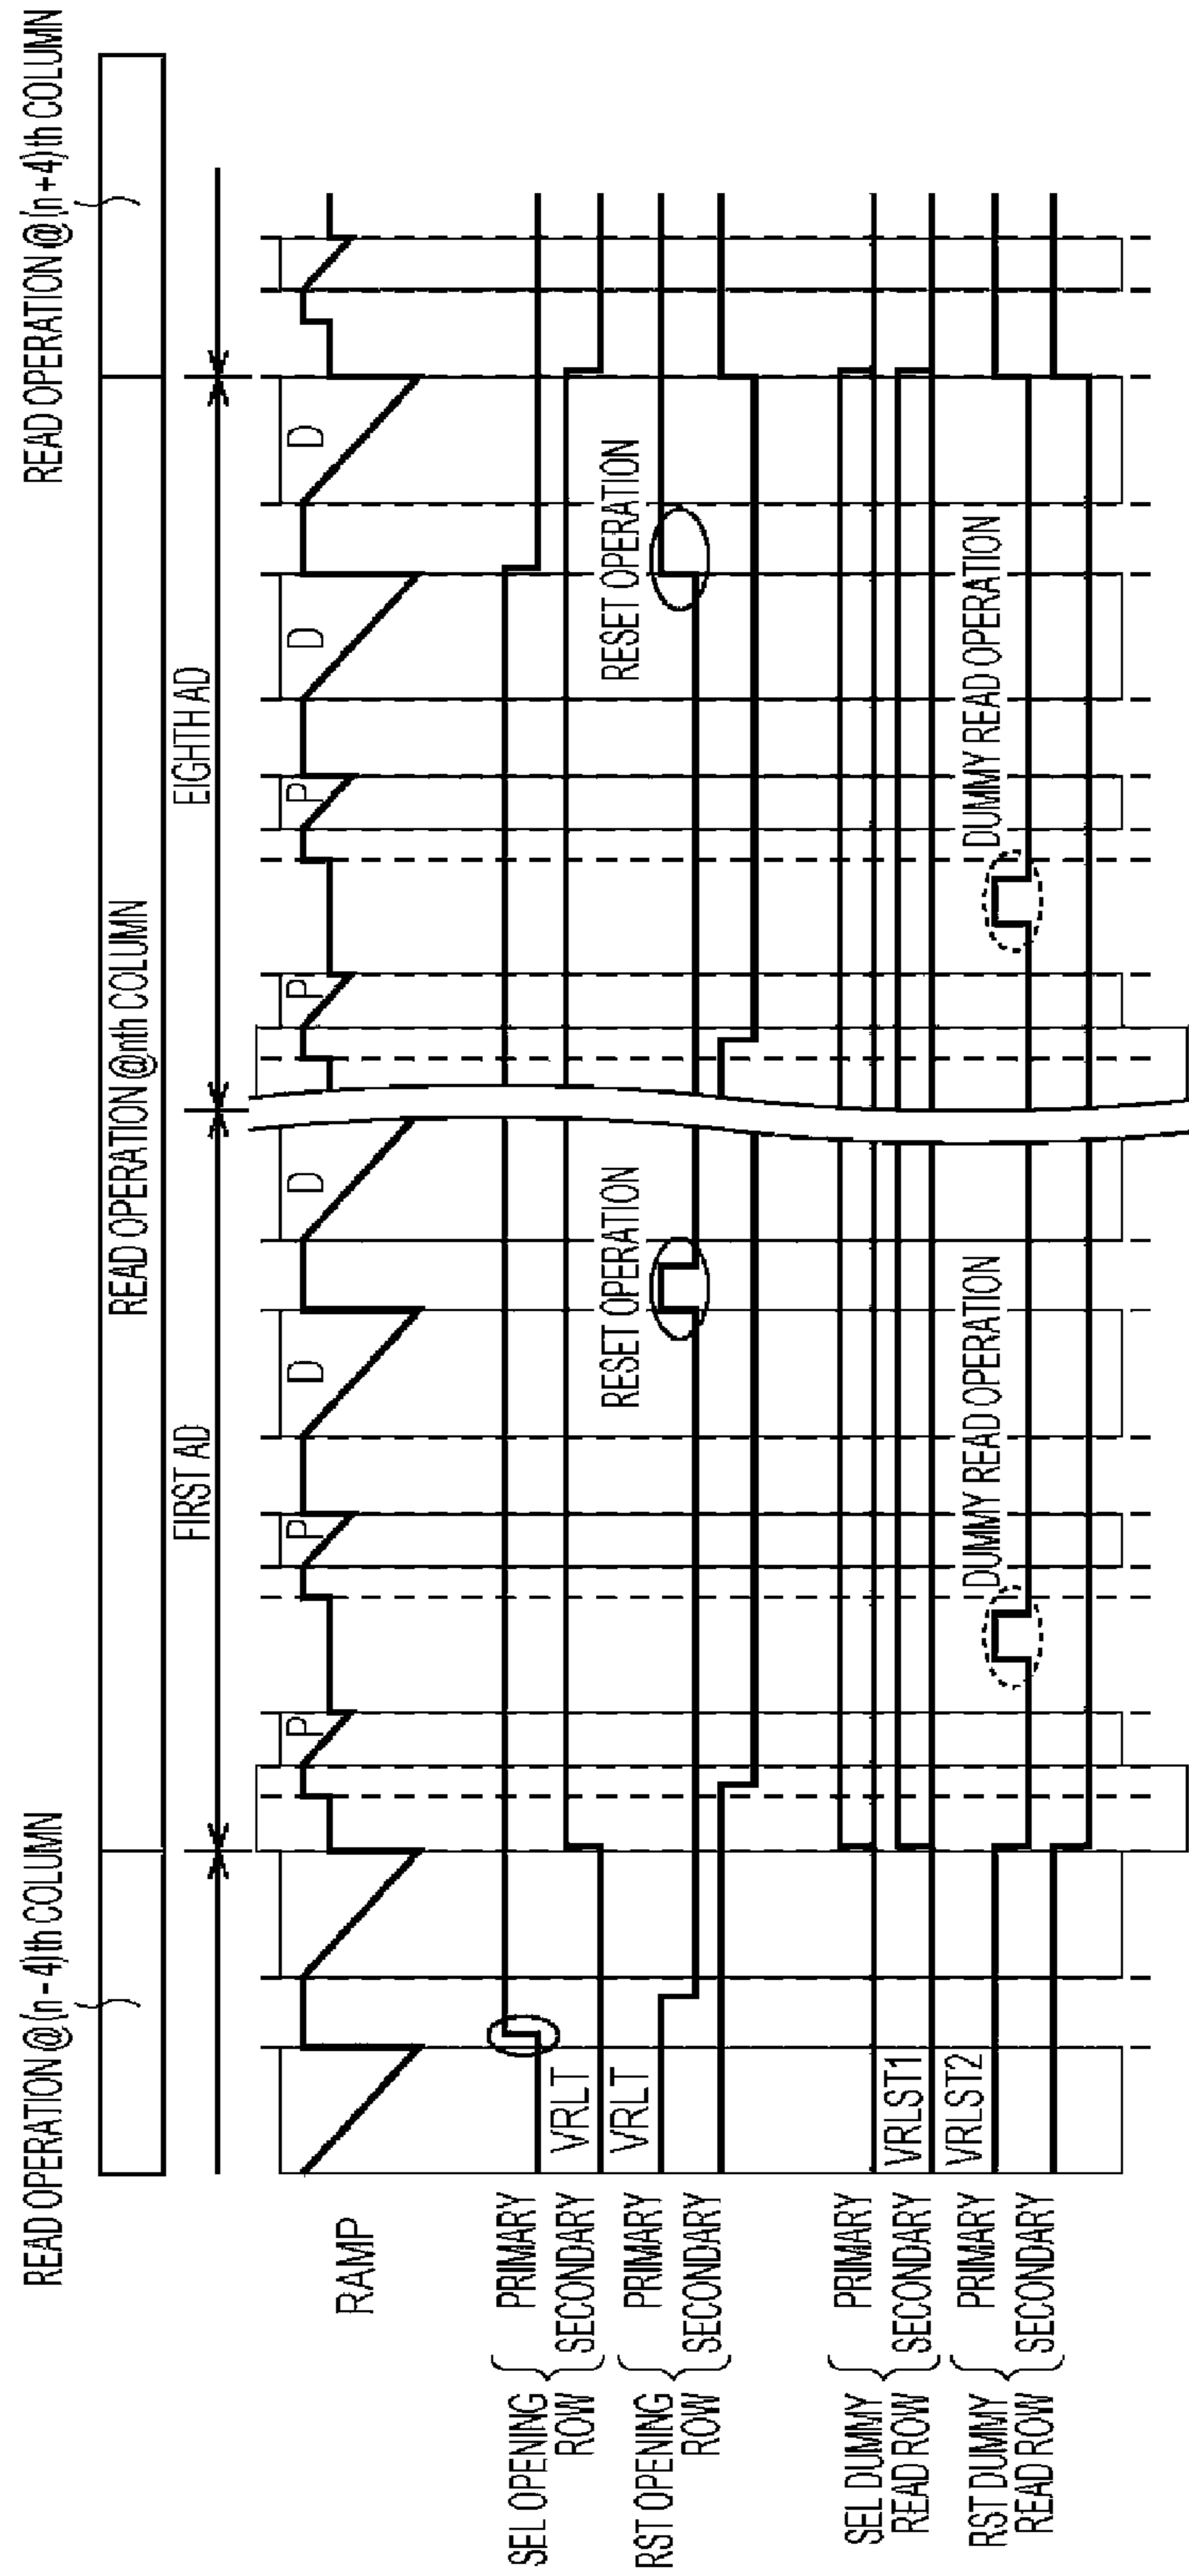 READ OPERATION @(n-4)th COLUMN
READ OPERATION @nth COLUMN
READ OPERATION @(n+4)th COLUMN
FIRST AD
EIGHTH AD
RAMP
P
P
D
D
P
P
D
D
SEL OPENING
ROW
PRIMARY
SECONDARY
VRLT
RST OPENING
ROW
PRIMARY
SECONDARY
VRLT
RESET OPERATION
RESET OPERATION
SEL DUMMY
READ ROW
PRIMARY
SECONDARY
VRLST1
RST DUMMY
READ ROW
PRIMARY
SECONDARY
VRLST2
DUMMY READ OPERATION
DUMMY READ OPERATION